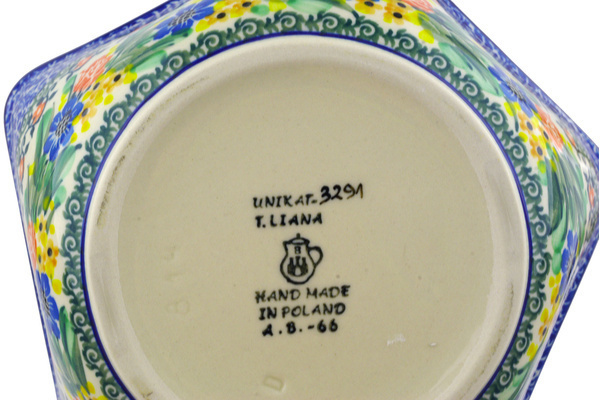 UNIKAT-3291
T.LIANA
HAND MADE
IN POLAND
A.B.-66